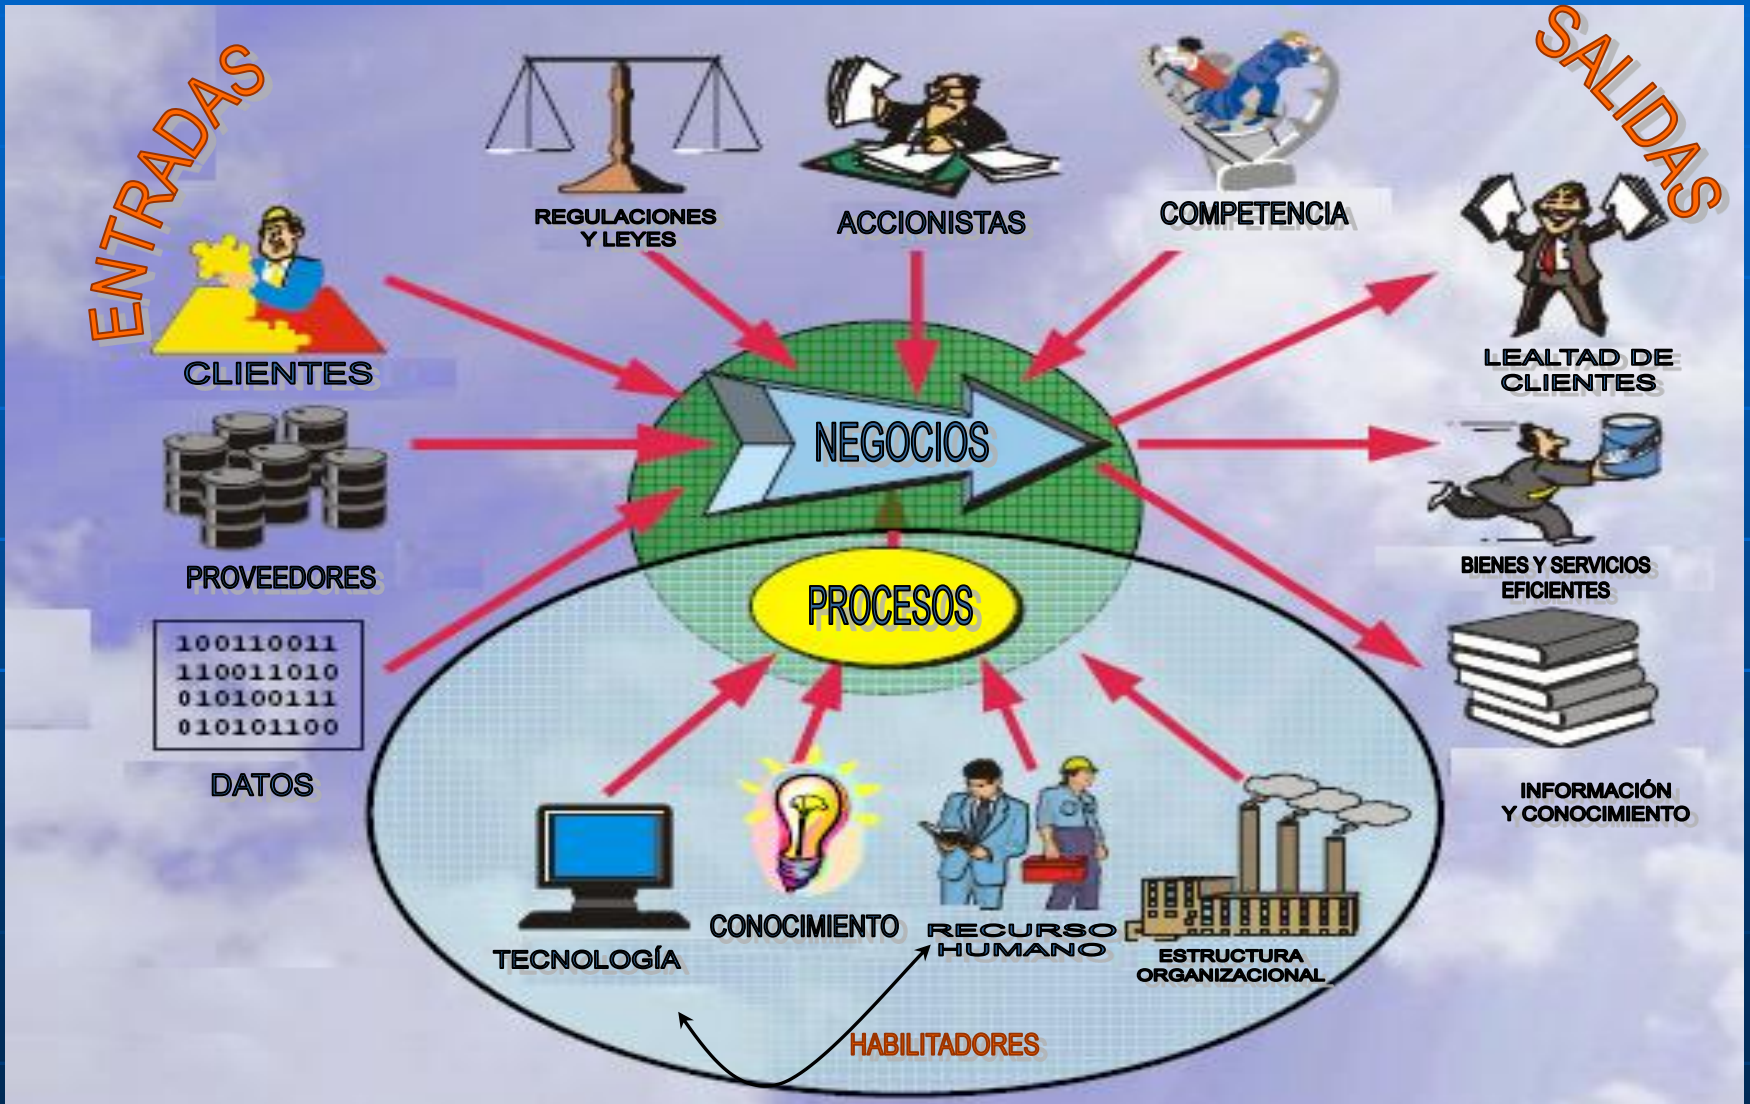 ENTRADAS
SALIDAS
REGULACIONES
Y LEYES
ACCIONISTAS
COMPETENCIA
CLIENTES
LEALTAD DE
CLIENTES
NEGOCIOS
PROVEEDORES
BIENES Y SERVICIOS
EFICIENTES
PROCESOS
100110011
110011010
010100111
010101100
DATOS
INFORMACIÓN
Y CONOCIMIENTO
TECNOLOGÍA
CONOCIMIENTO
RECURSO
HUMANO
ESTRUCTURA
ORGANIZACIONAL
HABILITADORES